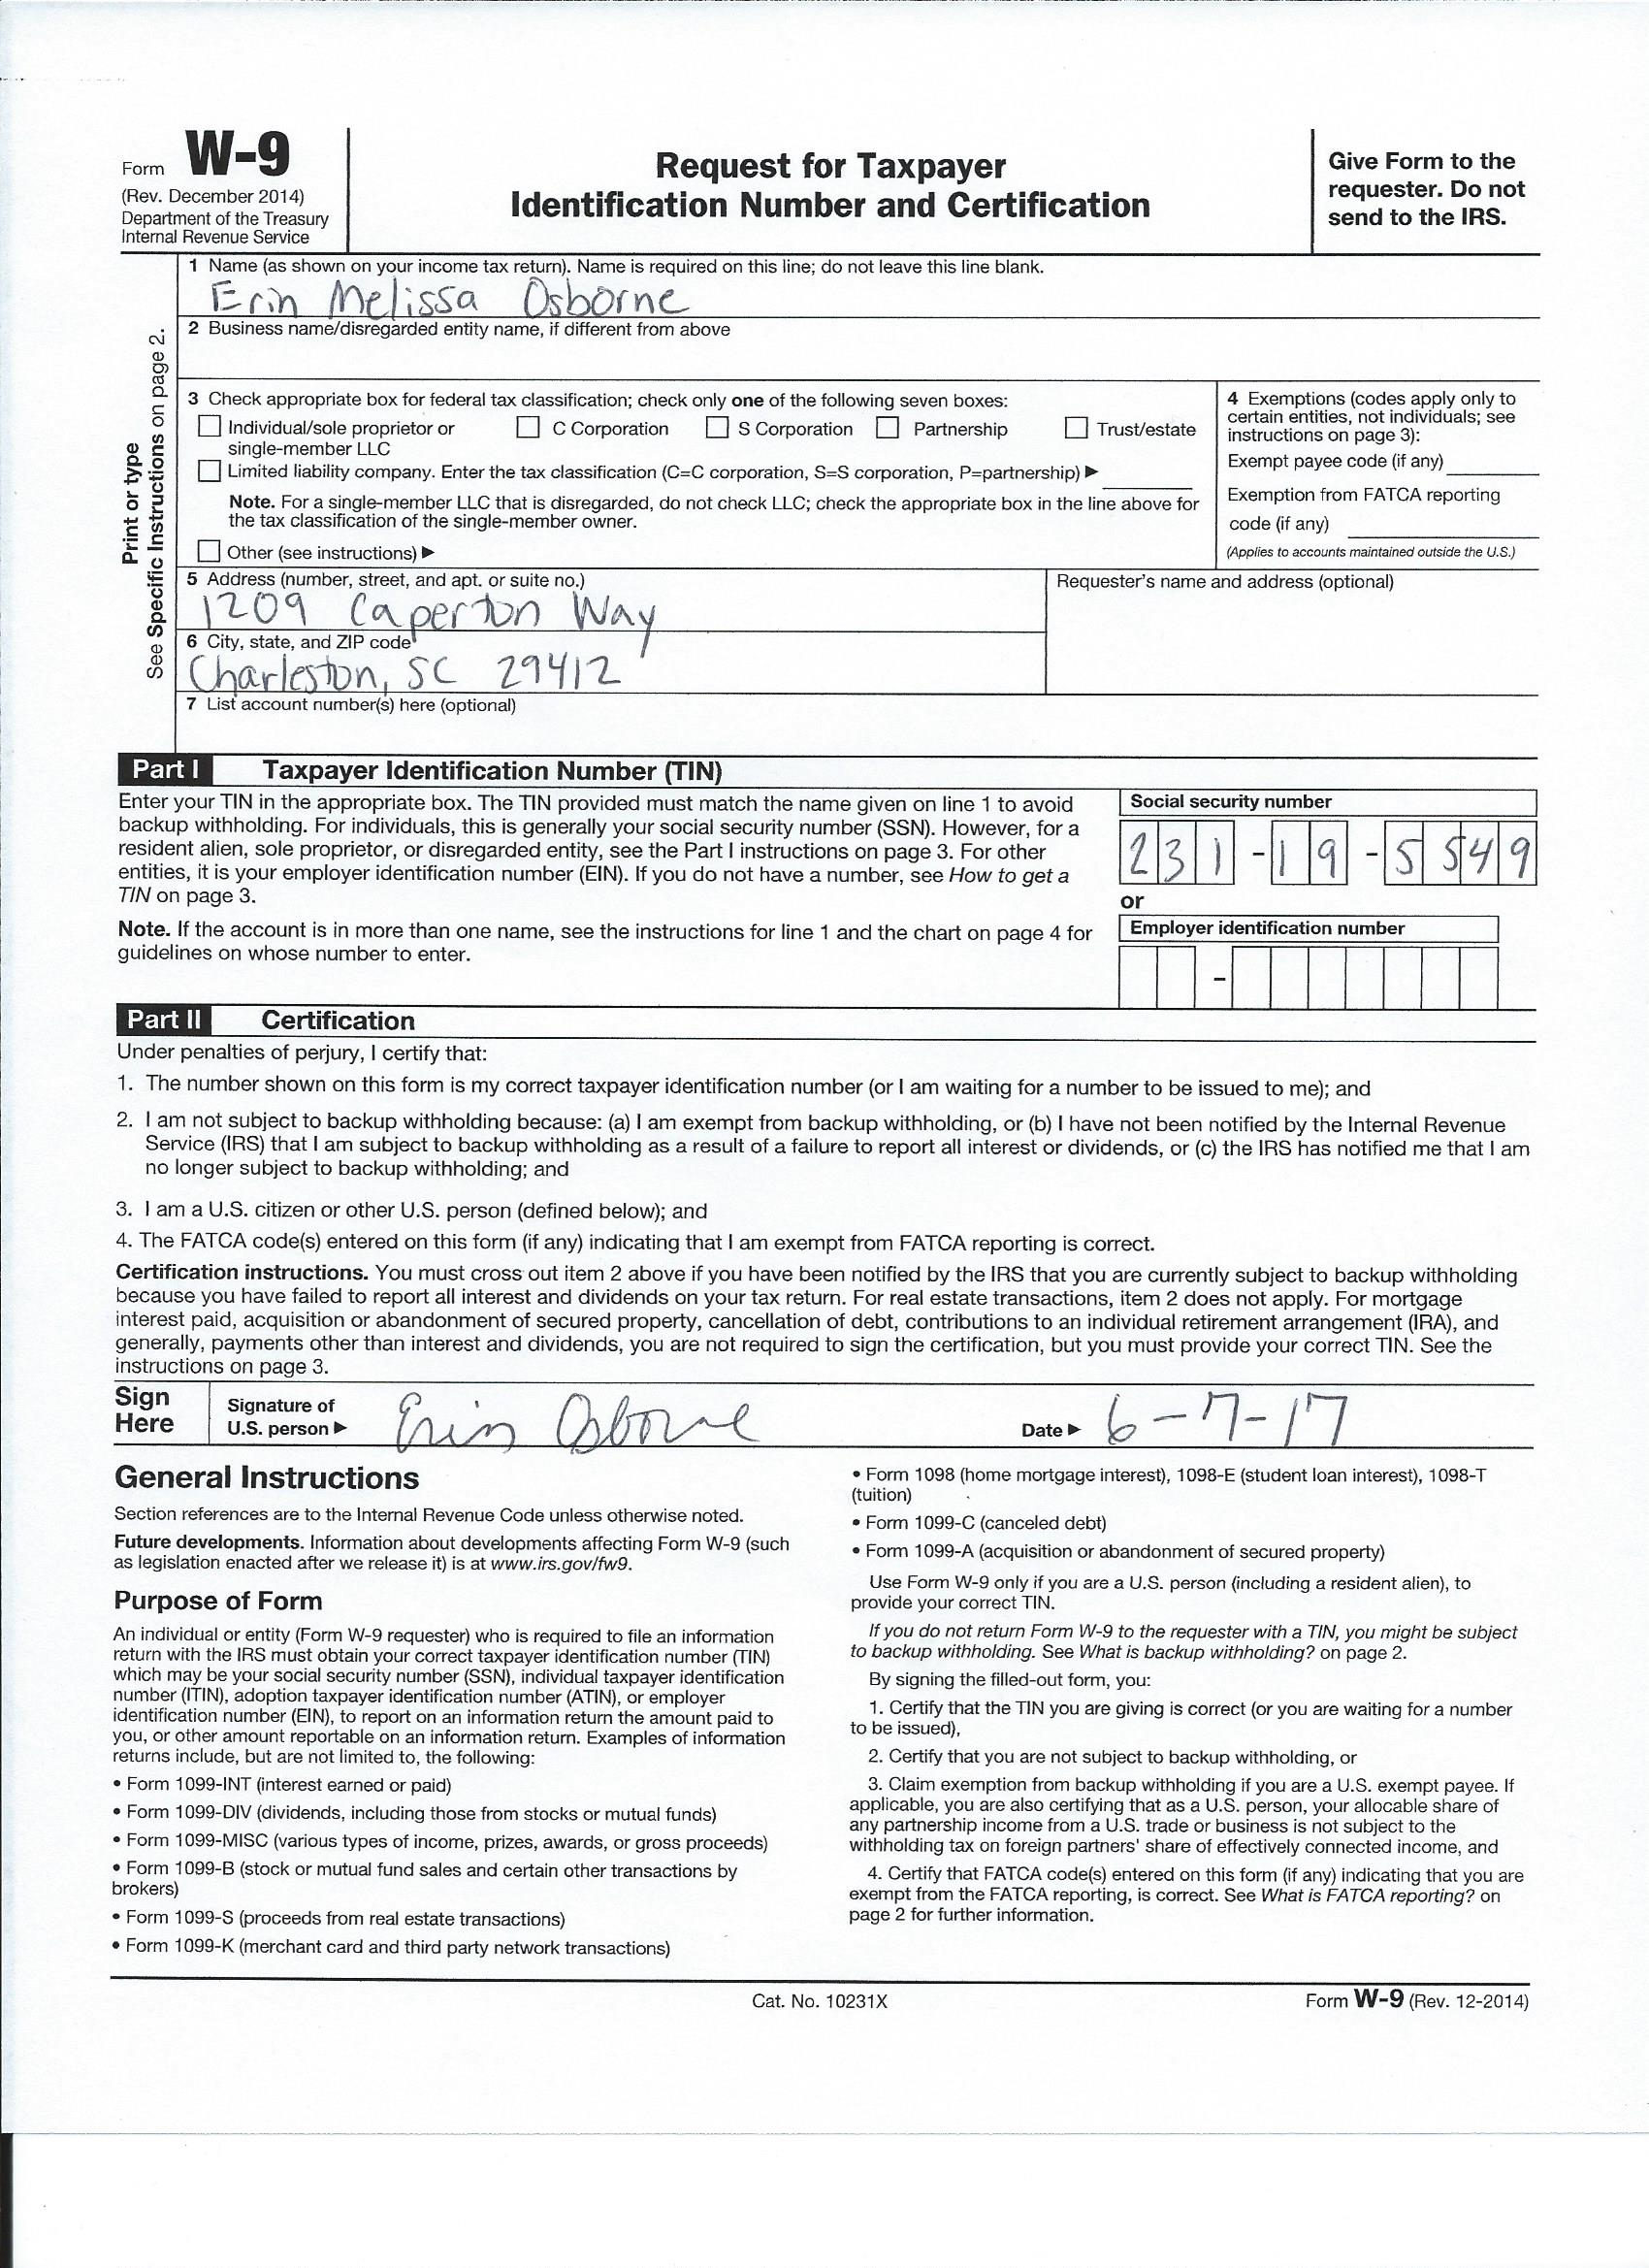 Form W-9
(Rev. December 2014)
Department of the Treasury
Internal Revenue Service
Request for Taxpayer
Identification Number and Certification
Give Form to the
requester. Do not
send to the IRS.
Print or type
See Specific Instructions on page 2.
1 Name (as shown on your income tax return). Name is required on this line; do not leave this line blank.
Erin Melissa Osborne
2 Business name/disregarded entity name, if different from above
3 Check appropriate box for federal tax classification; check only one of the following seven boxes:
Individual/sole proprietor or
single-member LLC
C Corporation
S Corporation
Partnership
Trust/estate
Limited liability company. Enter the tax classification (C=C corporation, S=S corporation, P=partnership) ▶
Note. For a single-member LLC that is disregarded, do not check LLC; check the appropriate box in the line above for
the tax classification of the single-member owner.
Other (see instructions) ▶
4 Exemptions (codes apply only to
certain entities, not individuals; see
instructions on page 3):
Exempt payee code (if any)
Exemption from FATCA reporting
code (if any)
(Applies to accounts maintained outside the U.S.)
5 Address (number, street, and apt. or suite no.)
1209 Caperton Way
Requester's name and address (optional)
6 City, state, and ZIP code
Charleston, SC 29412
7 List account number(s) here (optional)
Part I Taxpayer Identification Number (TIN)
Enter your TIN in the appropriate box. The TIN provided must match the name given on line 1 to avoid
backup withholding. For individuals, this is generally your social security number (SSN). However, for a
resident alien, sole proprietor, or disregarded entity, see the Part I instructions on page 3. For other
entities, it is your employer identification number (EIN). If you do not have a number, see How to get a
TIN on page 3.
Note. If the account is in more than one name, see the instructions for line 1 and the chart on page 4 for
guidelines on whose number to enter.
Social security number
231-19-5549
or
Employer identification number
-
Part II Certification
Under penalties of perjury, I certify that:
1. The number shown on this form is my correct taxpayer identification number (or I am waiting for a number to be issued to me); and
2. I am not subject to backup withholding because: (a) I am exempt from backup withholding, or (b) I have not been notified by the Internal Revenue
Service (IRS) that I am subject to backup withholding as a result of a failure to report all interest or dividends, or (c) the IRS has notified me that I am
no longer subject to backup withholding; and
3. I am a U.S. citizen or other U.S. person (defined below); and
4. The FATCA code(s) entered on this form (if any) indicating that I am exempt from FATCA reporting is correct.
Certification instructions. You must cross out item 2 above if you have been notified by the IRS that you are currently subject to backup withholding
because you have failed to report all interest and dividends on your tax return. For real estate transactions, item 2 does not apply. For mortgage
interest paid, acquisition or abandonment of secured property, cancellation of debt, contributions to an individual retirement arrangement (IRA), and
generally, payments other than interest and dividends, you are not required to sign the certification, but you must provide your correct TIN. See the
instructions on page 3.
Sign
Here
Signature of
U.S. person ▶
Erin Osborne
Date ▶ 6-7-17
General Instructions
Section references are to the Internal Revenue Code unless otherwise noted.
Future developments. Information about developments affecting Form W-9 (such
as legislation enacted after we release it) is at www.irs.gov/fw9.
Purpose of Form
An individual or entity (Form W-9 requester) who is required to file an information
return with the IRS must obtain your correct taxpayer identification number (TIN)
which may be your social security number (SSN), individual taxpayer identification
number (ITIN), adoption taxpayer identification number (ATIN), or employer
identification number (EIN), to report on an information return the amount paid to
you, or other amount reportable on an information return. Examples of information
returns include, but are not limited to, the following:
• Form 1099-INT (interest earned or paid)
• Form 1099-DIV (dividends, including those from stocks or mutual funds)
• Form 1099-MISC (various types of income, prizes, awards, or gross proceeds)
• Form 1099-B (stock or mutual fund sales and certain other transactions by
brokers)
• Form 1099-S (proceeds from real estate transactions)
• Form 1099-K (merchant card and third party network transactions)
• Form 1098 (home mortgage interest), 1098-E (student loan interest), 1098-T
(tuition)
• Form 1099-C (canceled debt)
• Form 1099-A (acquisition or abandonment of secured property)
Use Form W-9 only if you are a U.S. person (including a resident alien), to
provide your correct TIN.
If you do not return Form W-9 to the requester with a TIN, you might be subject
to backup withholding. See What is backup withholding? on page 2.
By signing the filled-out form, you:
1. Certify that the TIN you are giving is correct (or you are waiting for a number
to be issued),
2. Certify that you are not subject to backup withholding, or
3. Claim exemption from backup withholding if you are a U.S. exempt payee. If
applicable, you are also certifying that as a U.S. person, your allocable share of
any partnership income from a U.S. trade or business is not subject to the
withholding tax on foreign partners' share of effectively connected income, and
4. Certify that FATCA code(s) entered on this form (if any) indicating that you are
exempt from the FATCA reporting, is correct. See What is FATCA reporting? on
page 2 for further information.
Cat. No. 10231X
Form W-9 (Rev. 12-2014)